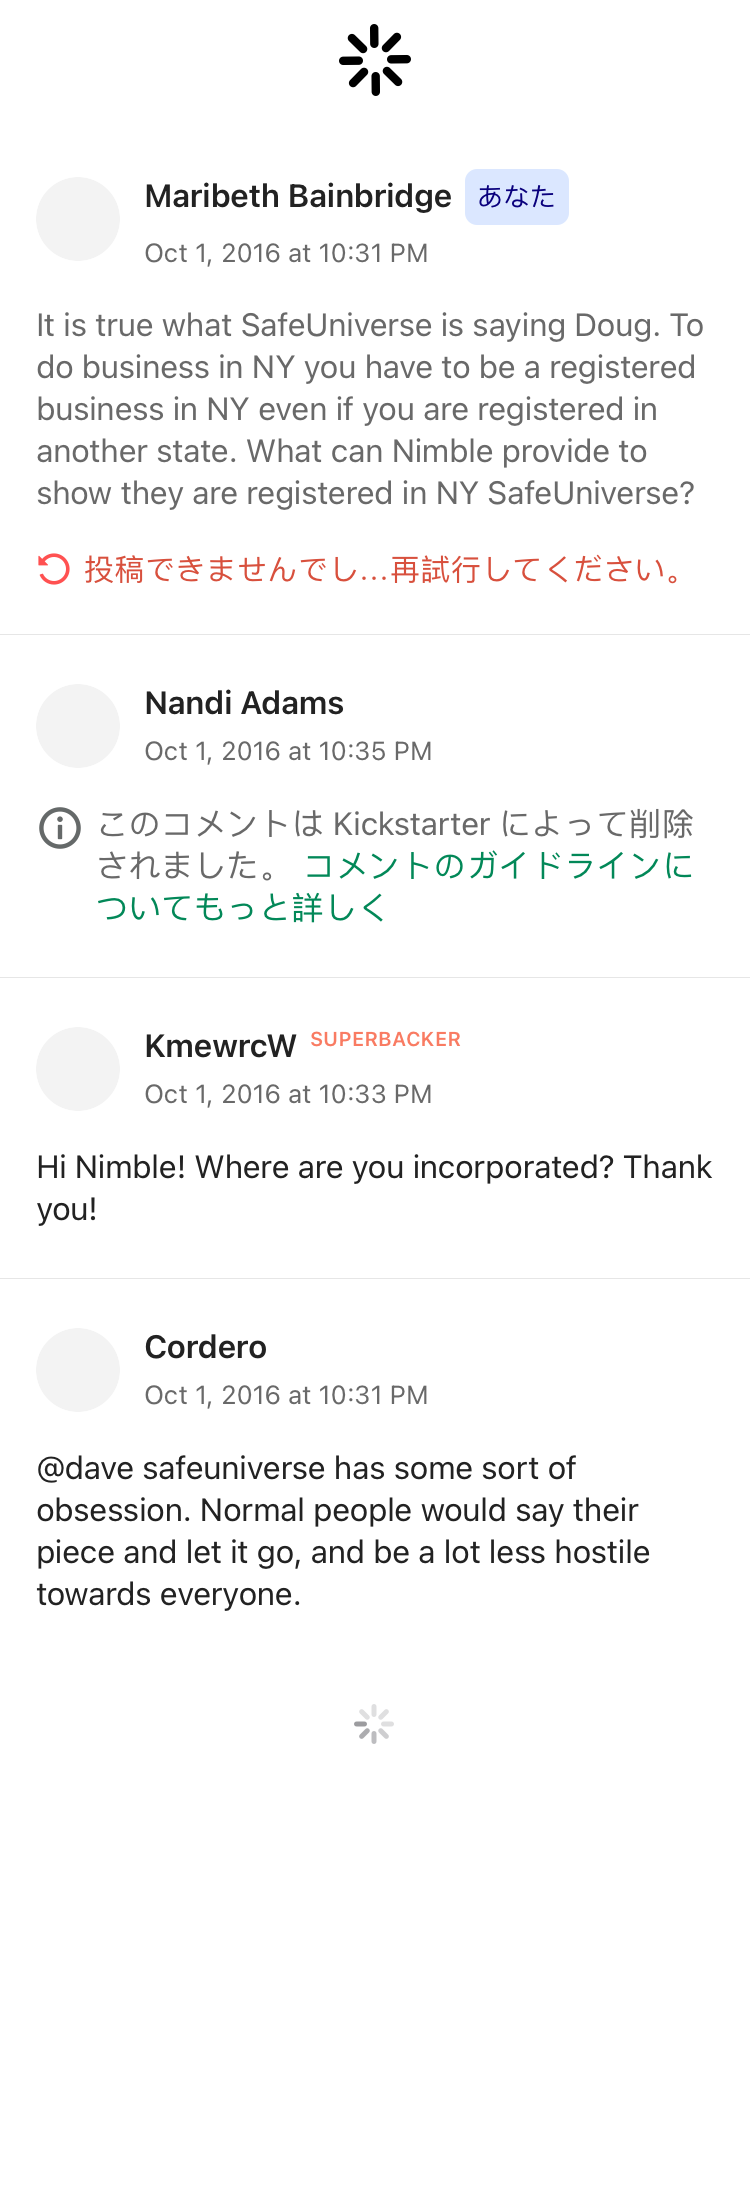 Maribeth Bainbridge あなた
Oct 1, 2016 at 10:31 PM
It is true what SafeUniverse is saying Doug. To
do business in NY you have to be a registered
business in NY even if you are registered in
another state. What can Nimble provide to
show they are registered in NY SafeUniverse?
投稿できませんでし...再試行してください。
Nandi Adams
Oct 1, 2016 at 10:35 PM
このコメントは Kickstarter によって削除
されました。 コメントのガイドラインに
ついてもっと詳しく
KmewrcW SUPERBACKER
Oct 1, 2016 at 10:33 PM
Hi Nimble! Where are you incorporated? Thank
you!
Cordero
Oct 1, 2016 at 10:31 PM
@dave safeuniverse has some sort of
obsession. Normal people would say their
piece and let it go, and be a lot less hostile
towards everyone.